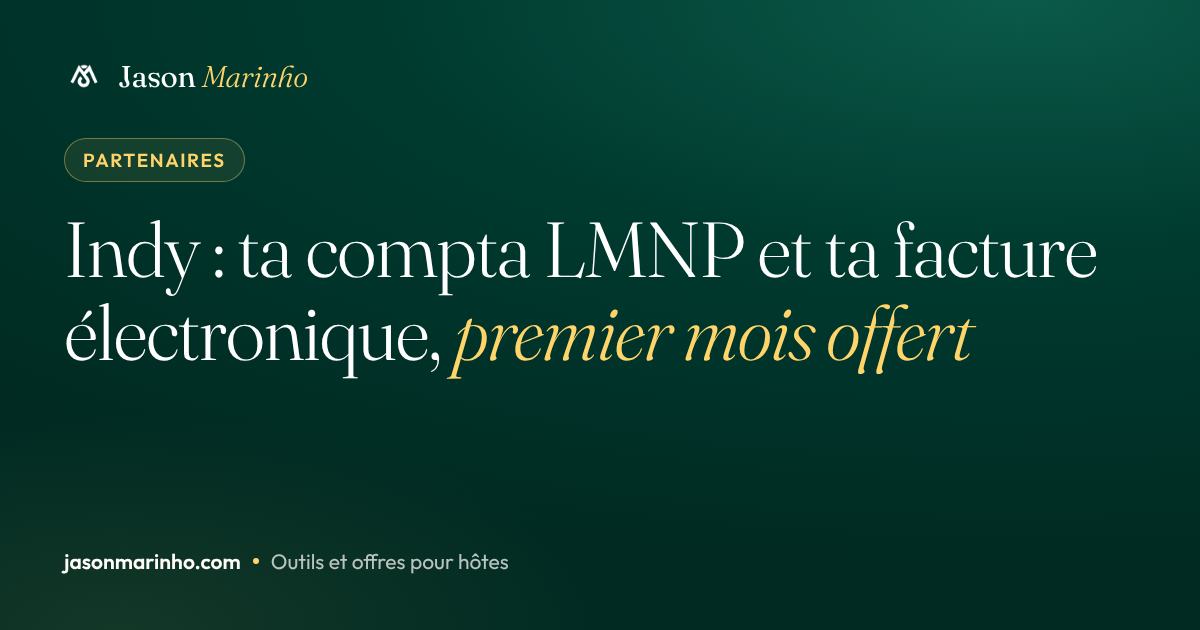 Jason Marinho
PARTENAIRES
Indy : ta compta LMNP et ta facture
électronique, premier mois offert
jasonmarinho.com • Outils et offres pour hôtes